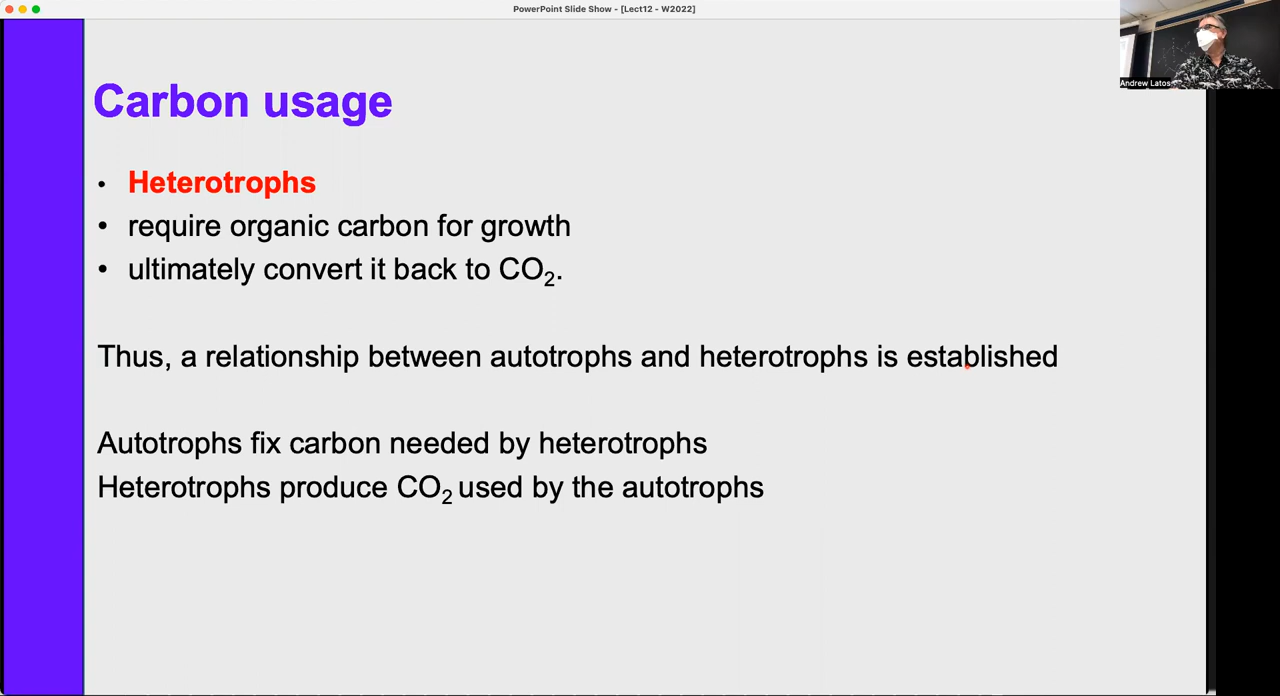 PowerPoint Slide Show - [Lect12 - W2022]
Andrew Latos
Carbon usage
• Heterotrophs
• require organic carbon for growth
• ultimately convert it back to CO₂.
Thus, a relationship between autotrophs and heterotrophs is established
Autotrophs fix carbon needed by heterotrophs
Heterotrophs produce CO₂ used by the autotrophs